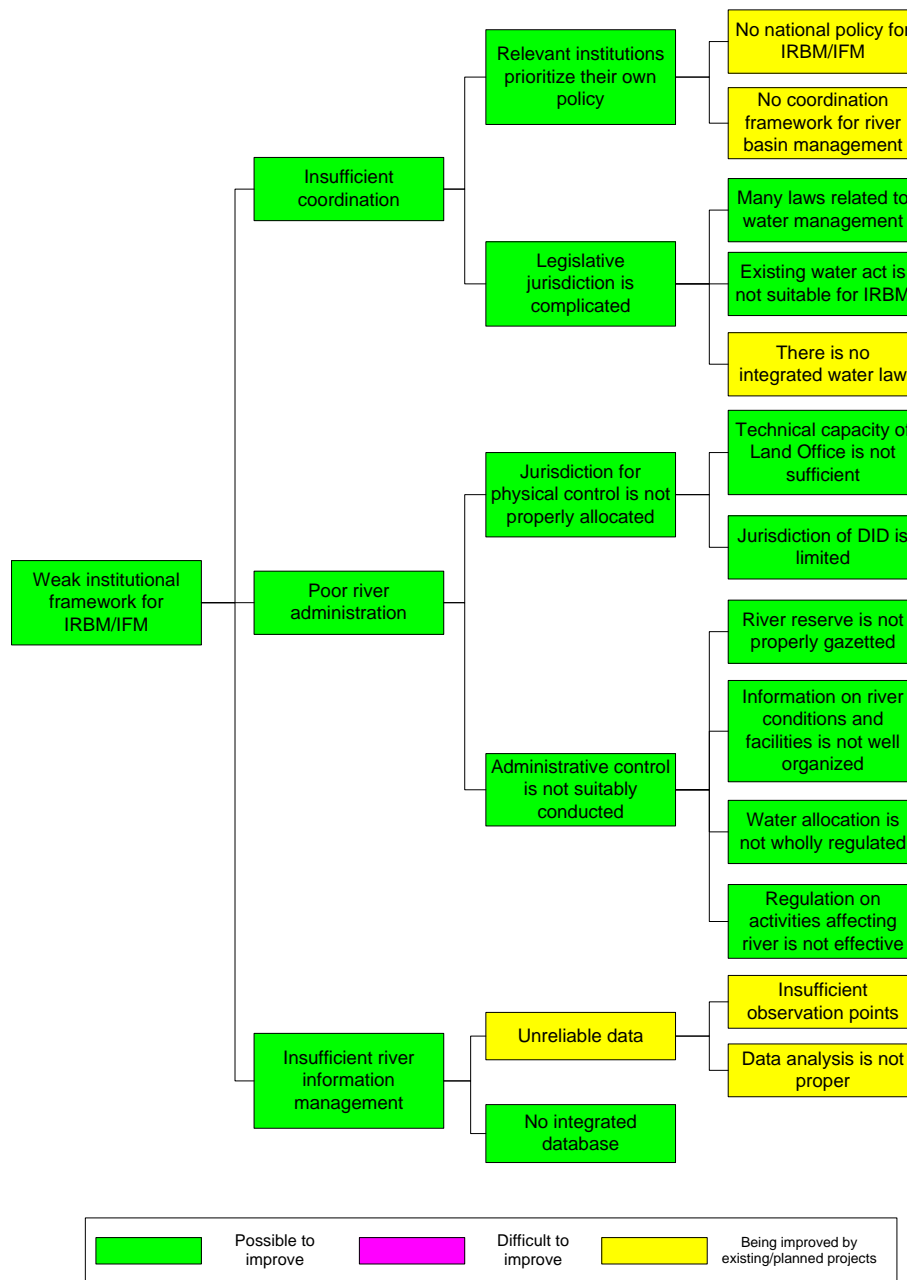 Weak institutional
framework for
IRBM/IFM
Insufficient
coordination
Relevant institutions
prioritize their own
policy
No national policy for
IRBM/IFM
No coordination
framework for river
basin management
Legislative
jurisdiction is
complicated
Many laws related to
water management
Existing water act is
not suitable for IRBM
There is no
integrated water law
Poor river
administration
Jurisdiction for
physical control is not
properly allocated
Technical capacity of
Land Office is not
sufficient
Jurisdiction of DID is
limited
Administrative control
is not suitably
conducted
River reserve is not
properly gazetted
Information on river
conditions and
facilities is not well
organized
Water allocation is
not wholly regulated
Regulation on
activities affecting
river is not effective
Insufficient river
information
management
Unreliable data
Insufficient
observation points
Data analysis is not
proper
No integrated
database
Possible to
improve
Difficult to
improve
Being improved by
existing/planned projects